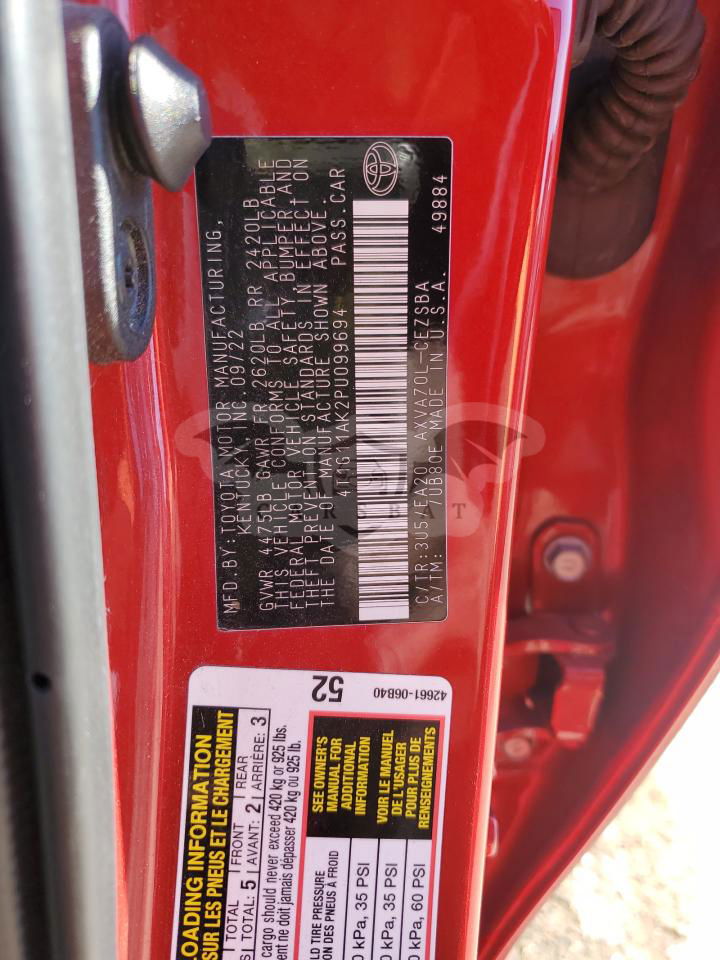 MFD.BY:TOYOTA MOTOR MANUFACTURING,
KENTUCKY, INC. 09/22
GVWR 4475LB GAWR FR 2620LB RR 2420LB
THIS VEHICLE CONFORMS TO ALL APPLICABLE
FEDERAL MOTOR VEHICLE SAFETY, BUMPER, AND
THEFT PREVENTION STANDARDS IN EFFECT ON
THE DATE OF MANUFACTURE SHOWN ABOVE.
4T1G11AK2PU099694 PASS.CAR
C/TR:3U5/EA20 AXVA70L-CEZSBA
A/TM: /UB80E MADE IN U.S.A. 49884
LOADING INFORMATION
SUR LES PNEUS ET LE CHARGEMENT
TOTAL FRONT REAR
TOTAL: 5 AVANT: 2 ARRIÈRE: 3
cargo should never exceed 420 kg or 925 lbs.
ne doit jamais dépasser 420 kg ou 925 lb.
52
TIRE PRESSURE
DES PNEUS À FROID
kPa, 35 PSI
kPa, 35 PSI
kPa, 60 PSI
SEE OWNER'S
MANUAL FOR
ADDITIONAL
INFORMATION
VOIR LE MANUEL
DE L'USAGER
POUR PLUS DE
RENSEIGNEMENTS
42661-06B40